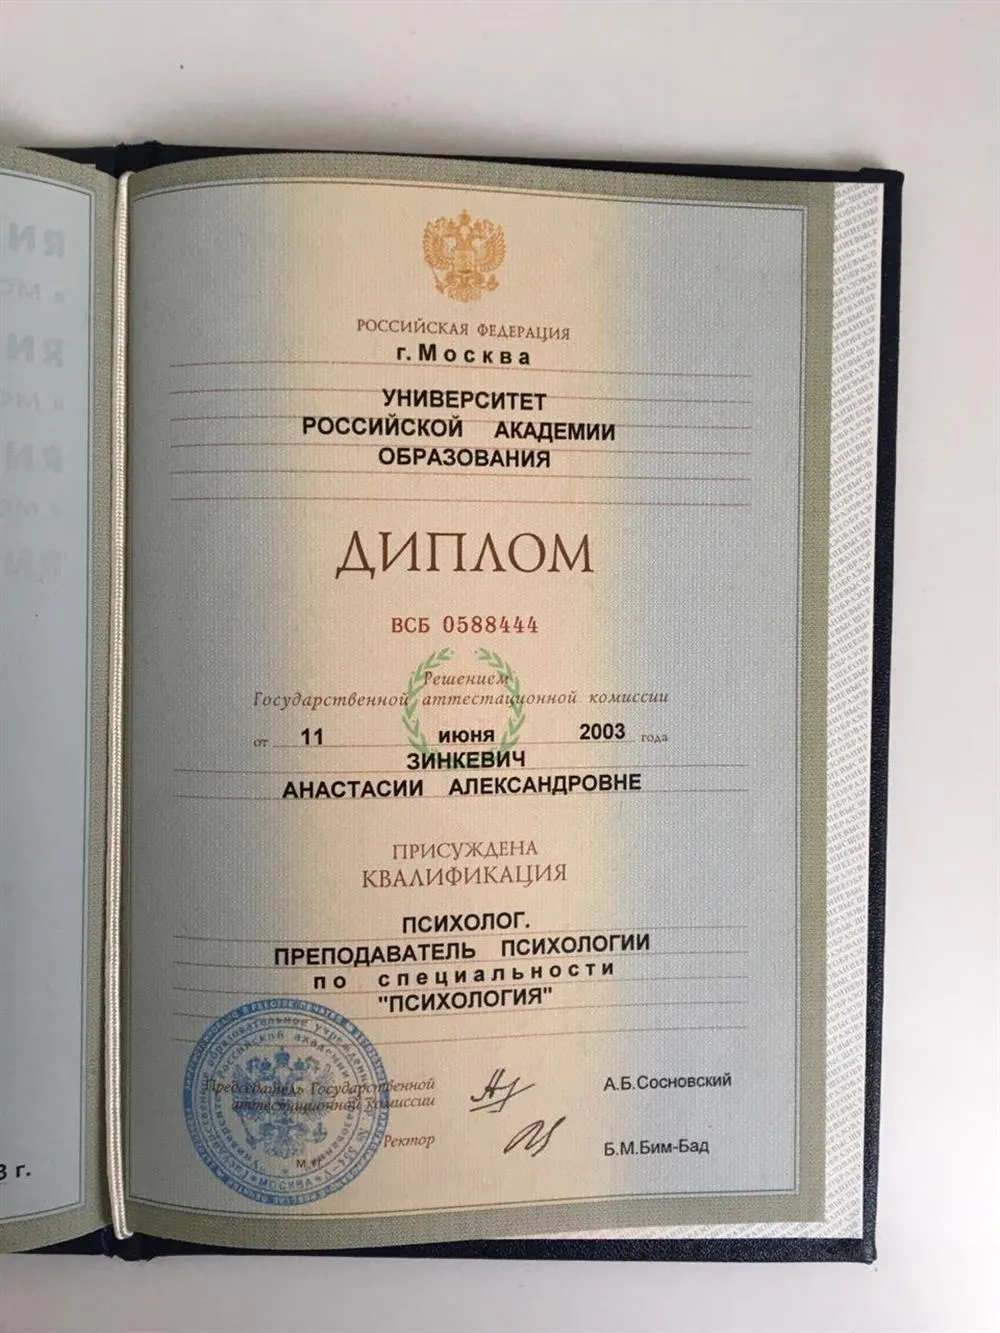 РОССИЙСКАЯ ФЕДЕРАЦИЯ
г. Москва
УНИВЕРСИТЕТ
РОССИЙСКОЙ АКАДЕМИИ
ОБРАЗОВАНИЯ
ДИПЛОМ
ВСБ 0588444
Решением
Государственной аттестационной комиссии
от 11 июня 2003 года
ЗИНКЕВИЧ
АНАСТАСИИ АЛЕКСАНДРОВНЕ
ПРИСУЖДЕНА
КВАЛИФИКАЦИЯ
ПСИХОЛОГ.
ПРЕПОДАВАТЕЛЬ ПСИХОЛОГИИ
по специальности
"ПСИХОЛОГИЯ"
Председатель Государственной
аттестационной комиссии
А.Б.Сосновский
Ректор
Б.М.Бим-Бад
МОСКВА
3 г.